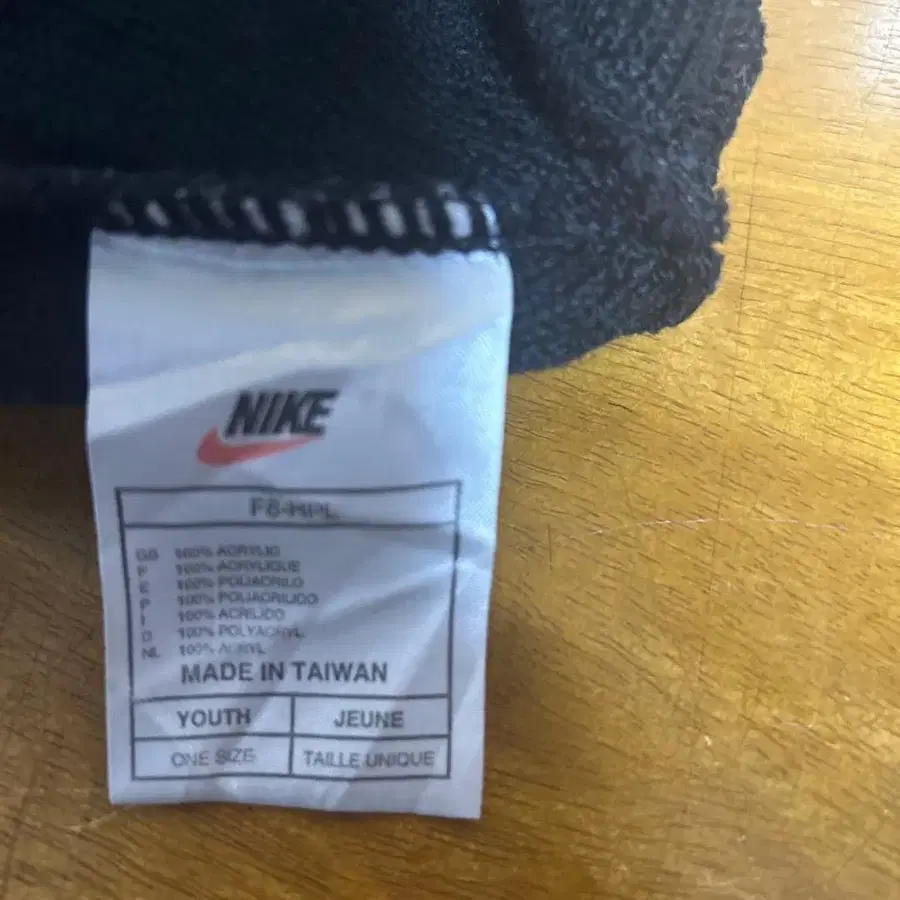 NIKE
F8-HPL
GB 100% ACRYLIC
F 100% ACRYLIQUE
E 100% POLIACRILO
P 100% POLIACRILICO
I 100% ACRILICO
D 100% POLYACRYL
NL 100% ACRYL
MADE IN TAIWAN
YOUTH JEUNE
ONE SIZE TAILLE UNIQUE